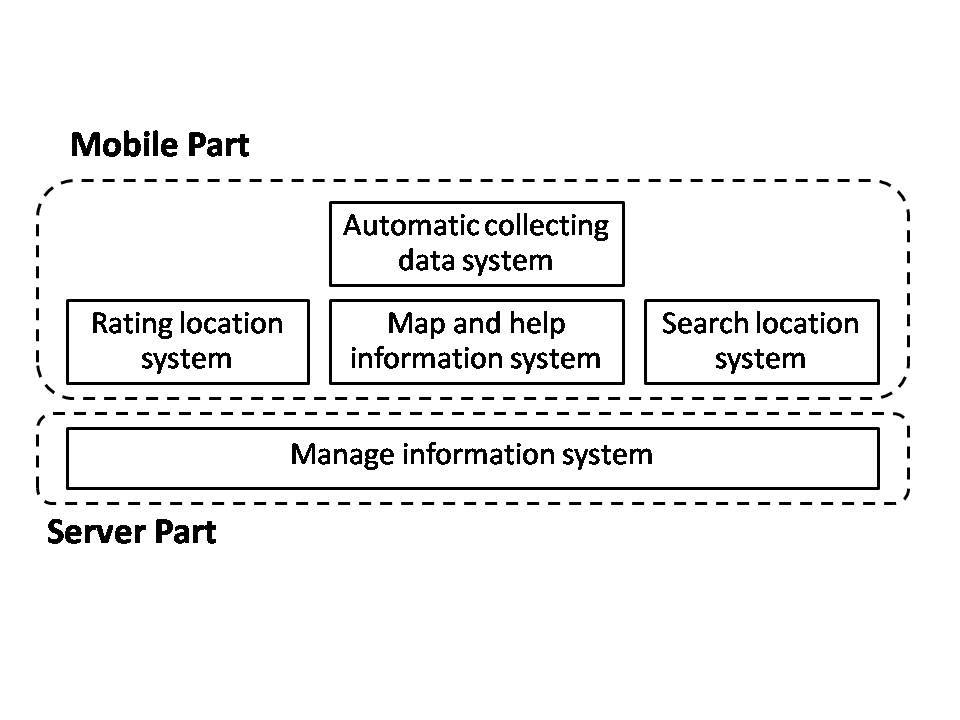 Mobile Part
Automatic collecting
data system
Rating location
system
Map and help
information system
Search location
system
Manage information system
Server Part